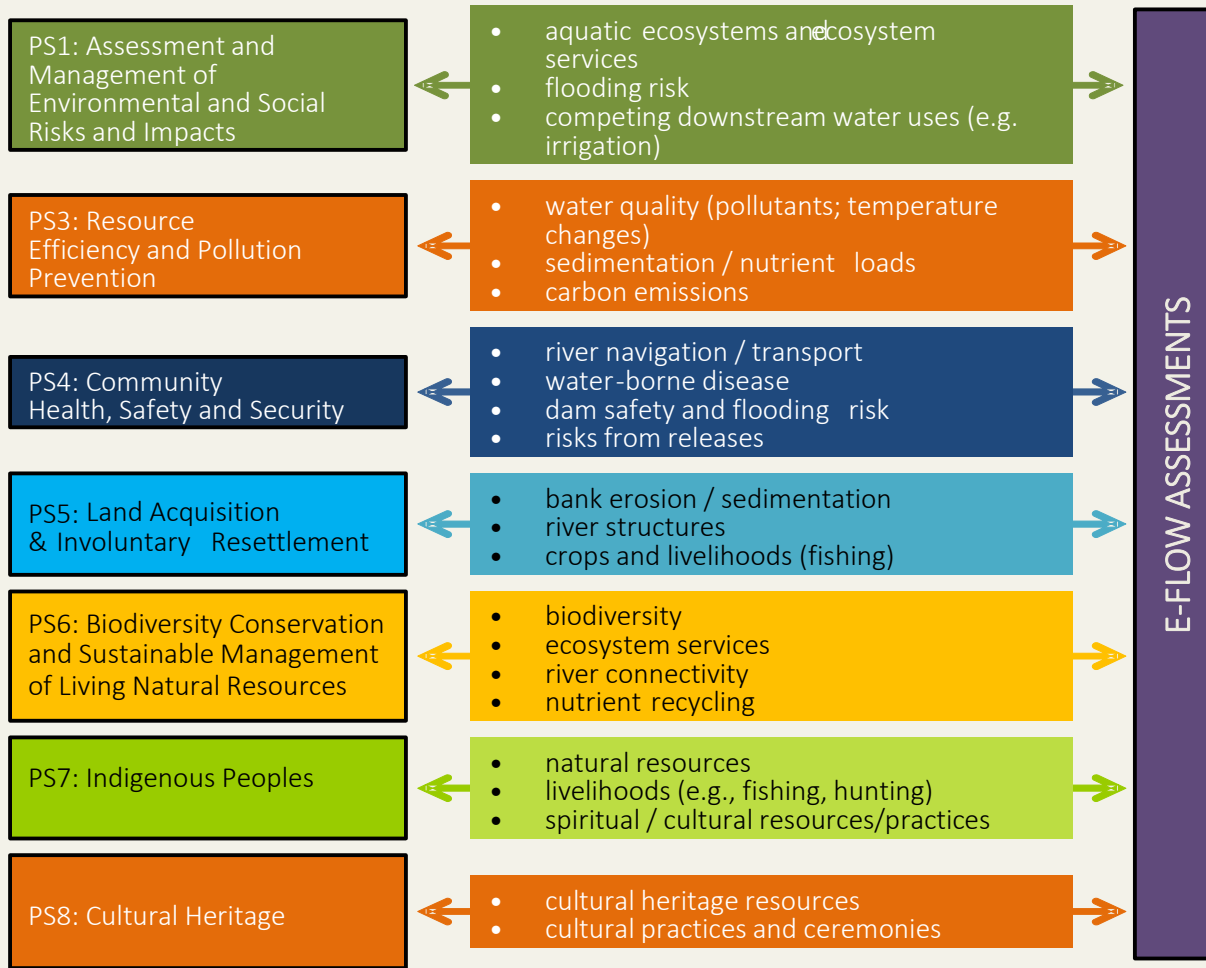 PS1: Assessment and
Management of
Environmental and Social
Risks and Impacts
• aquatic ecosystems and ecosystem
services
• flooding risk
• competing downstream water uses (e.g.
irrigation)
PS3: Resource
Efficiency and Pollution
Prevention
• water quality (pollutants; temperature
changes)
• sedimentation / nutrient loads
• carbon emissions
PS4: Community
Health, Safety and Security
• river navigation / transport
• water-borne disease
• dam safety and flooding risk
• risks from releases
PS5: Land Acquisition
& Involuntary Resettlement
• bank erosion / sedimentation
• river structures
• crops and livelihoods (fishing)
PS6: Biodiversity Conservation
and Sustainable Management
of Living Natural Resources
• biodiversity
• ecosystem services
• river connectivity
• nutrient recycling
PS7: Indigenous Peoples
• natural resources
• livelihoods (e.g., fishing, hunting)
• spiritual / cultural resources/practices
PS8: Cultural Heritage
• cultural heritage resources
• cultural practices and ceremonies
E-FLOW ASSESSMENTS